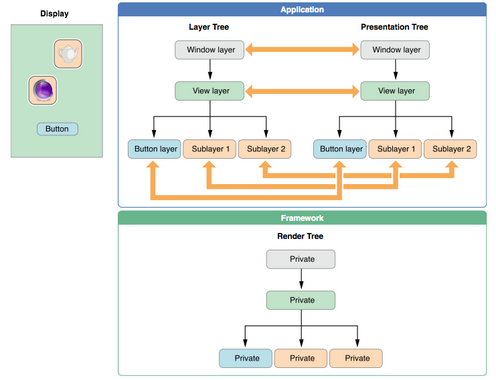 Display
Button
Application
Layer Tree
Presentation Tree
Window layer
Window layer
View layer
View layer
Button layer
Sublayer 1
Sublayer 2
Button layer
Sublayer 1
Sublayer 2
Framework
Render Tree
Private
Private
Private
Private
Private